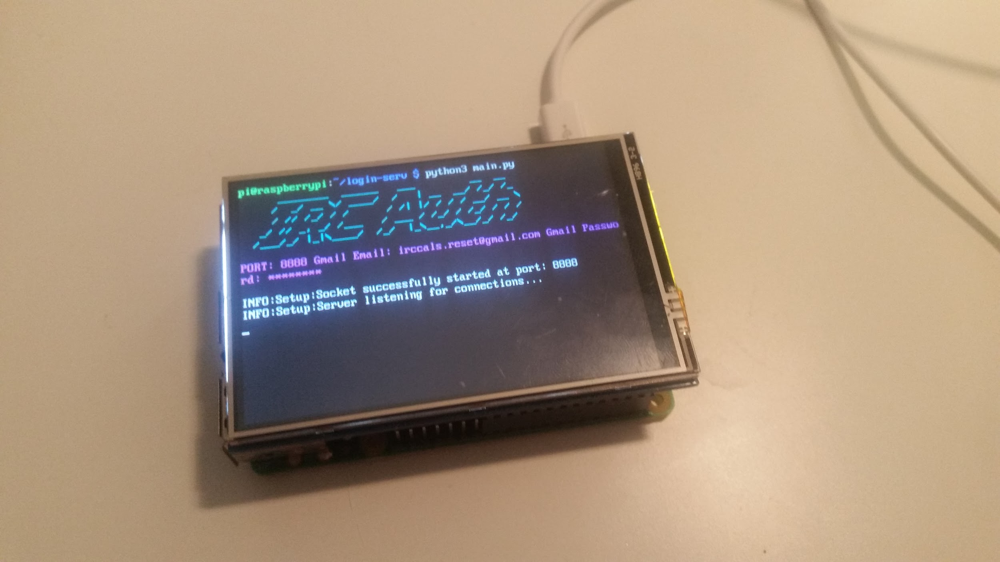 pi@raspberrypi:~/login-serv $ python3 main.py
IRC Auth
PORT: 8888 Gmail Email: irccals.reset@gmail.com Gmail Passwo
rd: ********
INFO:Setup:Socket successfully started at port: 8888
INFO:Setup:Server listening for connections...